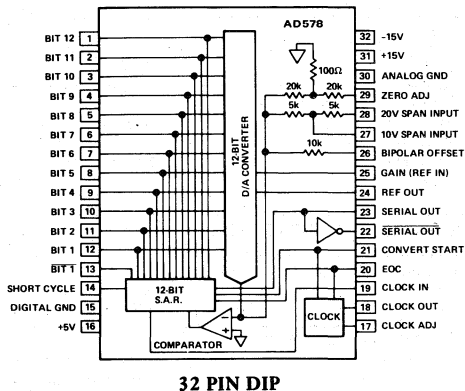 AD578
BIT 12 1
BIT 11 2
BIT 10 3
BIT 9 4
BIT 8 5
BIT 7 6
BIT 6 7
BIT 5 8
BIT 4 9
BIT 3 10
BIT 2 11
BIT 1 12
B̅I̅T̅ ̅1̅ 13
SHORT CYCLE 14
DIGITAL GND 15
+5V 16
12-BIT
D/A CONVERTER
12-BIT
S.A.R.
COMPARATOR
−
+
100Ω
20k 20k
5k 5k
10k
CLOCK
32 -15V
31 +15V
30 ANALOG GND
29 ZERO ADJ
28 20V SPAN INPUT
27 10V SPAN INPUT
26 BIPOLAR OFFSET
25 GAIN (REF IN)
24 REF OUT
23 SERIAL OUT
22 S̅E̅R̅I̅A̅L̅ ̅O̅U̅T̅
21 CONVERT START
20 EOC
19 CLOCK IN
18 CLOCK OUT
17 CLOCK ADJ
32 PIN DIP